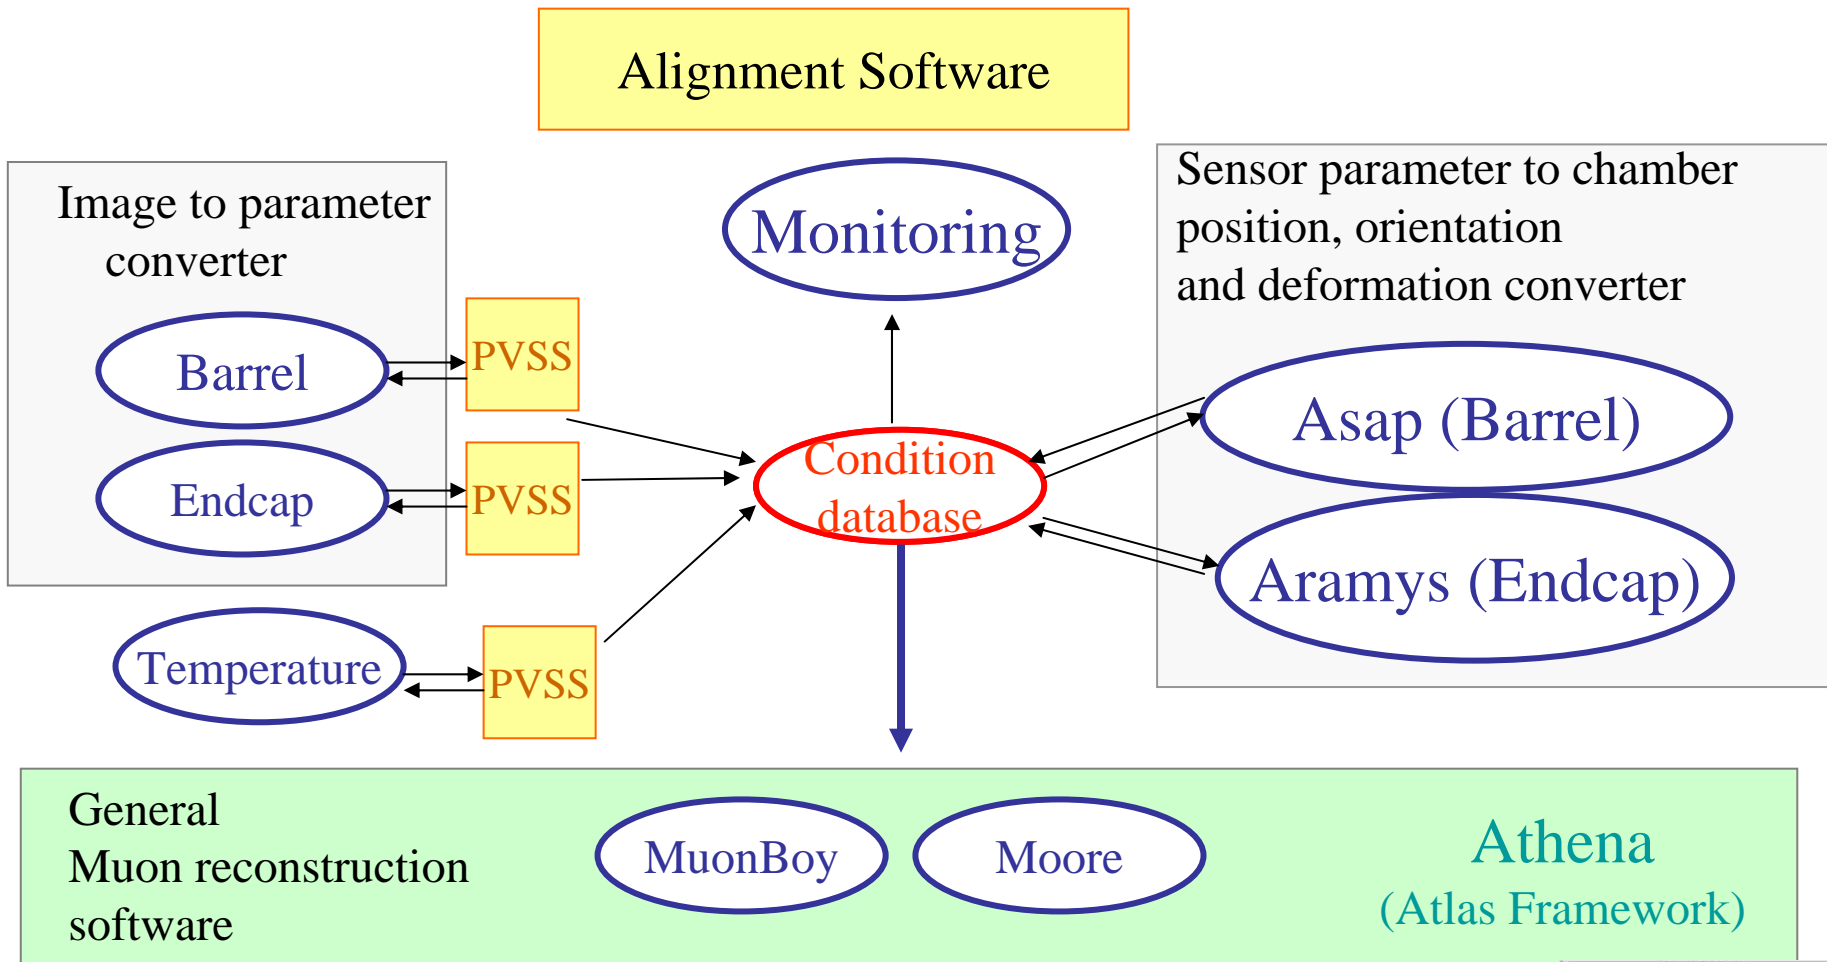 Alignment Software
Image to parameter
converter
Monitoring
Sensor parameter to chamber
position, orientation
and deformation converter
Barrel
PVSS
Endcap
PVSS
Condition
database
Asap (Barrel)
Aramys (Endcap)
Temperature
PVSS
General
Muon reconstruction
software
MuonBoy
Moore
Athena
(Atlas Framework)